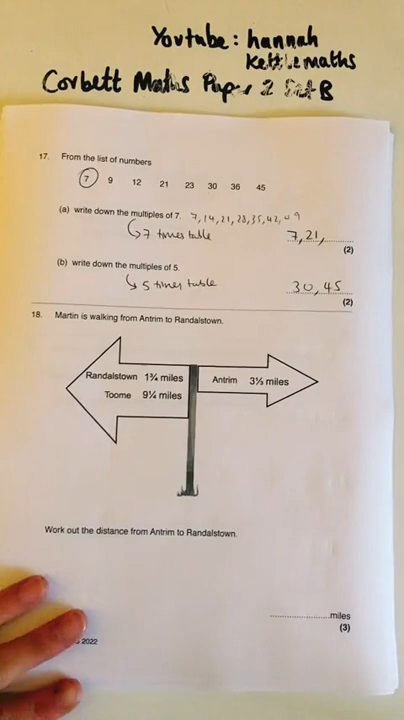 Youtube: hannah
kettlemaths
Corbett Maths Paper 2 Set B
17. From the list of numbers
7 9 12 21 23 30 36 45
(a) write down the multiples of 7. 7,14,21,28,35,42,49
7 times table 7,21,
(2)
(b) write down the multiples of 5.
5 times table 30,45
(2)
18. Martin is walking from Antrim to Randalstown.
Randalstown 1¾ miles Antrim 3⅓ miles
Toome 9¼ miles
Work out the distance from Antrim to Randalstown.
....................miles
(3)
2022